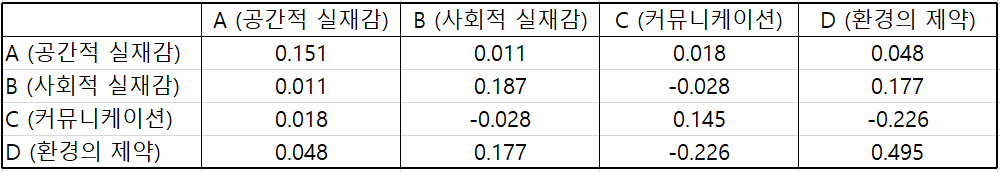 A (공간적 실재감) B (사회적 실재감) C (커뮤니케이션) D (환경의 제약)
A (공간적 실재감) 0.151 0.011 0.018 0.048
B (사회적 실재감) 0.011 0.187 -0.028 0.177
C (커뮤니케이션) 0.018 -0.028 0.145 -0.226
D (환경의 제약) 0.048 0.177 -0.226 0.495